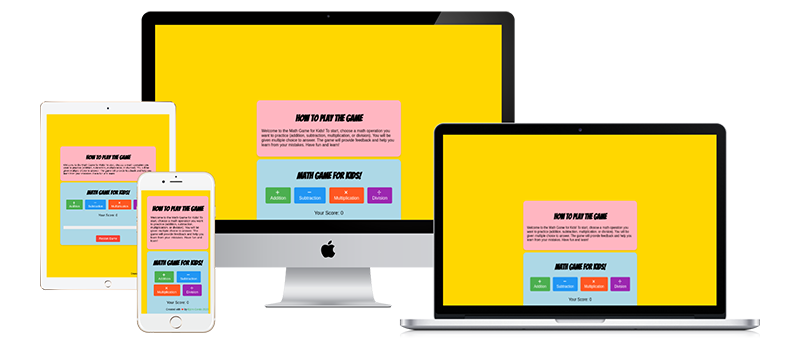 HOW TO PLAY THE GAME
Welcome to the Math Game for Kids! To start, choose a math operation you
want to practice (addition, subtraction, multiplication, or division). You will be
given multiple choice to answer. The game will provide feedback and help you
learn from your mistakes. Have fun and learn!
MATH GAME FOR KIDS!
+ − × ÷
Addition Subtraction Multiplication Division
Your Score: 0
HOW TO PLAY THE GAME
MATH GAME FOR KIDS!
+ − × ÷
Addition Subtraction Multiplication Division
Your Score: 0
Restart Game
HOW TO PLAY THE GAME
Welcome to the Math Game for Kids! To
start, choose a math operation you want
to practice (addition, subtraction,
multiplication, or division). You will be
given multiple choice to answer. The
game will provide feedback and help you
learn from your mistakes. Have fun and
learn!
MATH GAME FOR KIDS!
+ −
Addition Subtraction
× ÷
Multiplication Division
Your Score: 0
HOW TO PLAY THE GAME
Welcome to the Math Game for Kids! To start, choose a math operation you
want to practice (addition, subtraction, multiplication, or division). You will be
given multiple choice to answer. The game will provide feedback and help you
learn from your mistakes. Have fun and learn!
MATH GAME FOR KIDS!
+ − × ÷
Addition Subtraction Multiplication Division
Your Score: 0